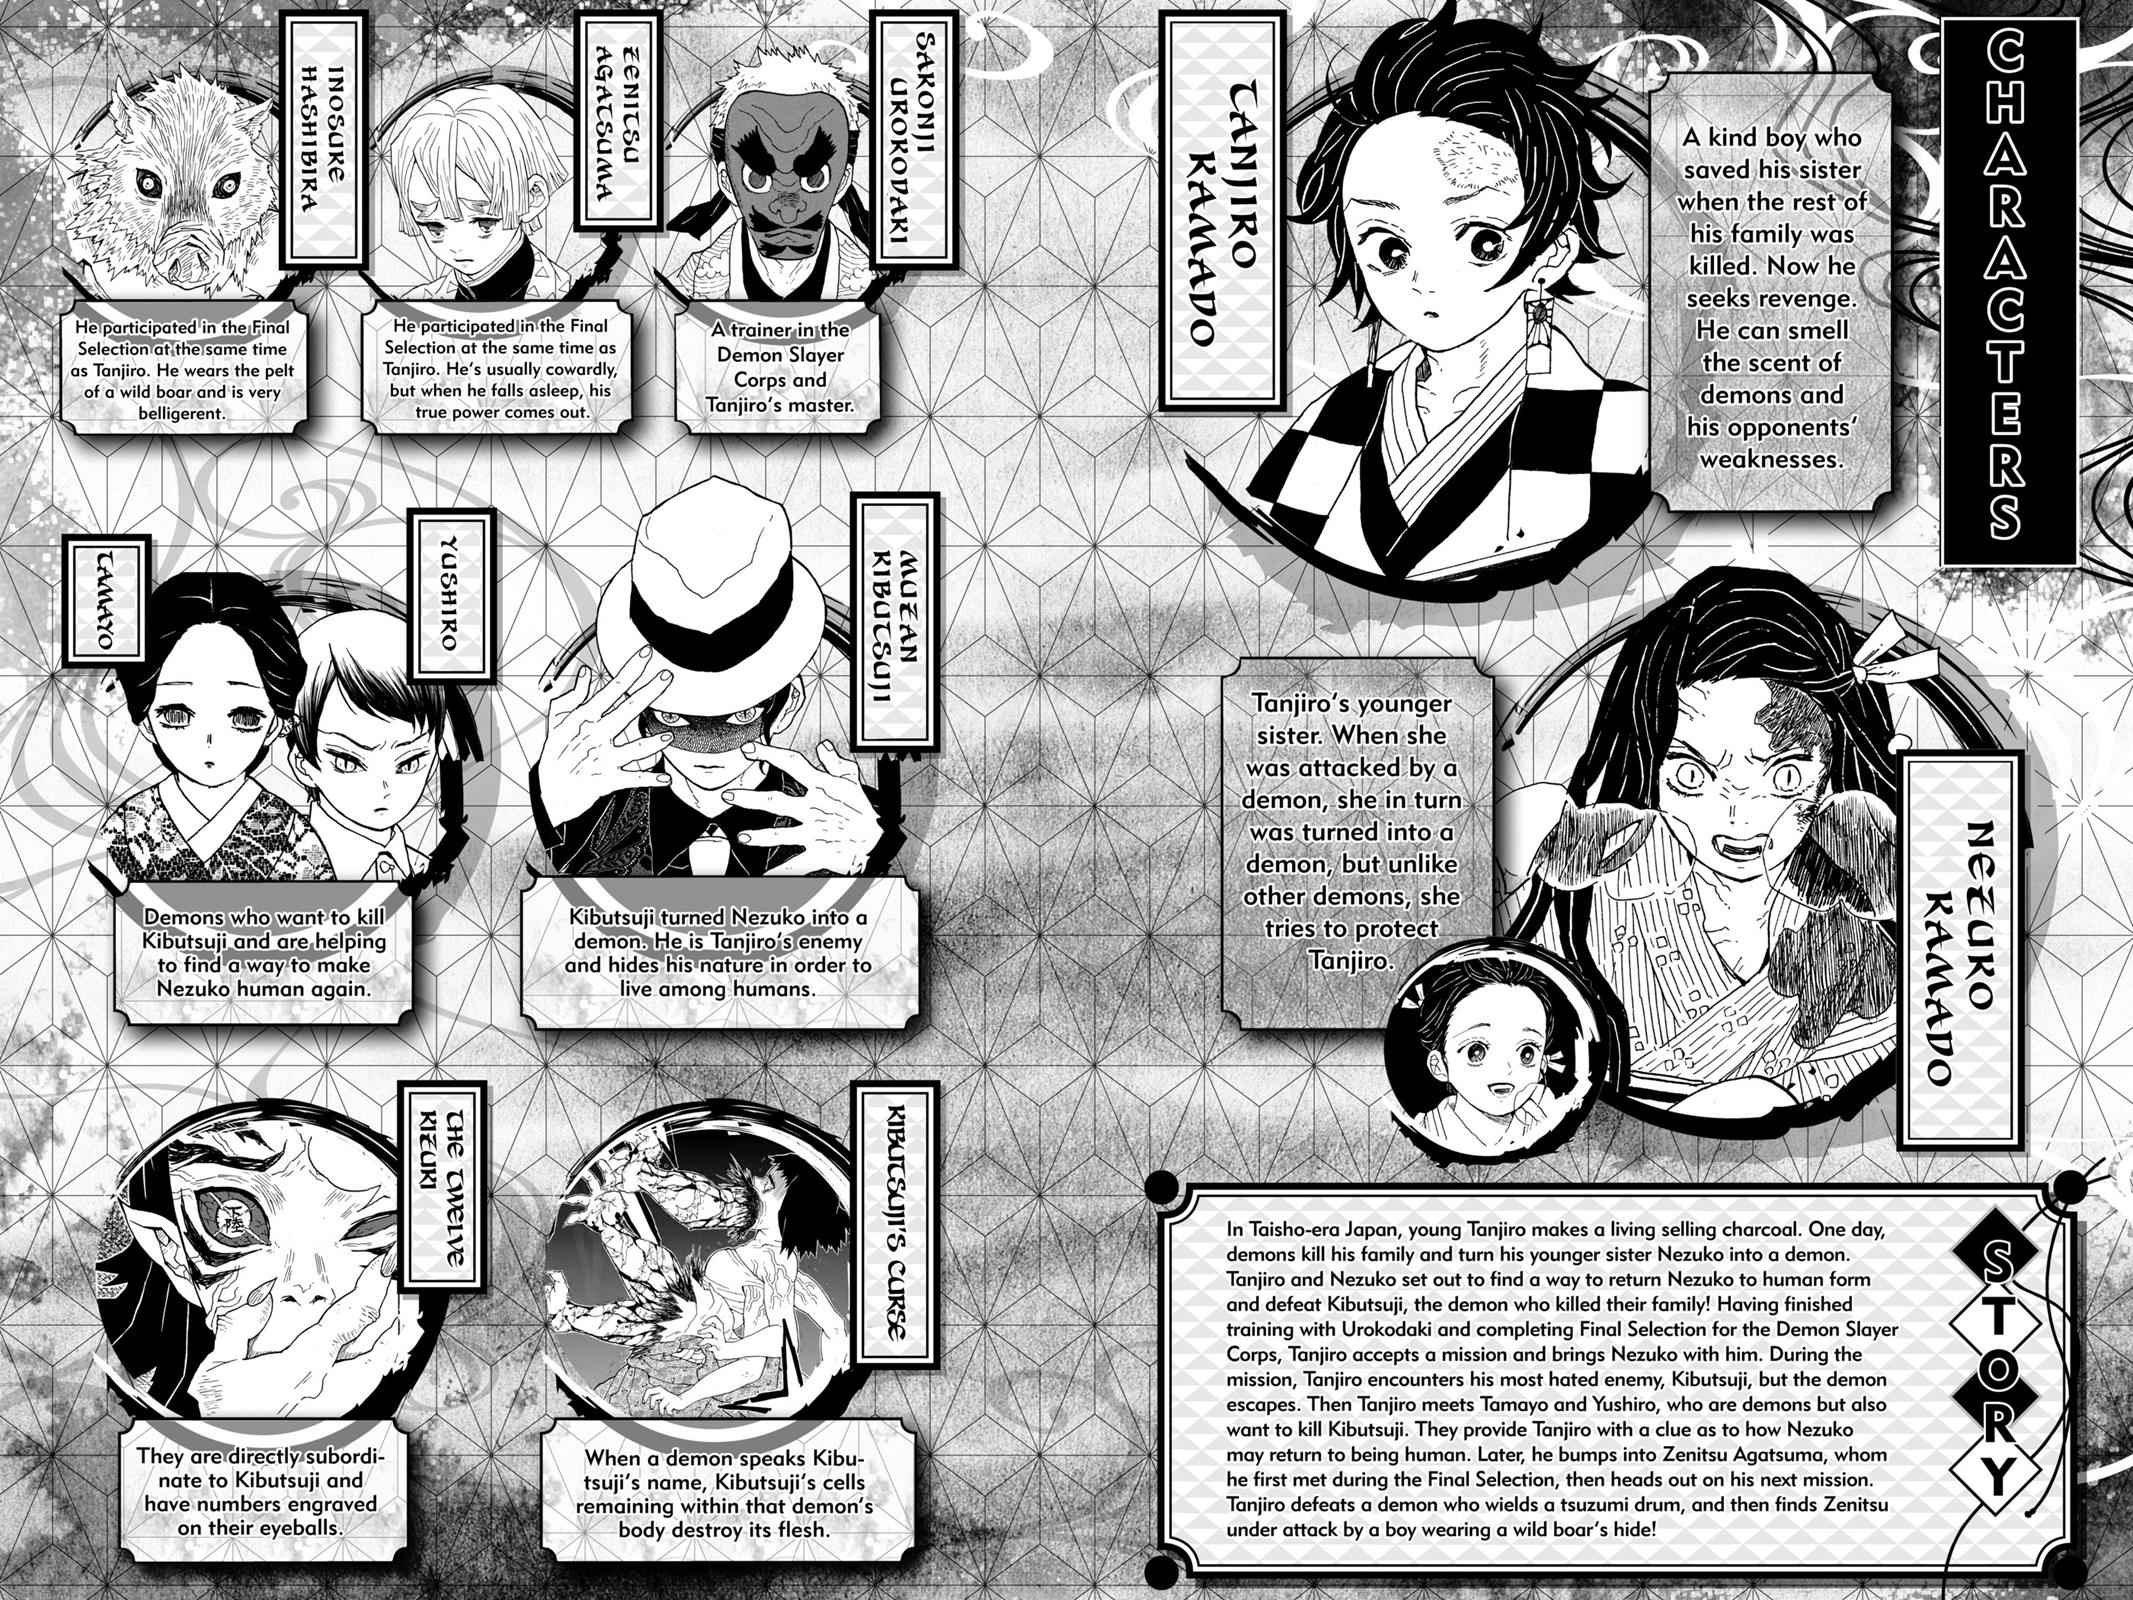 CHARACTERS
TANJIRO
KAMADO
A kind boy who
saved his sister
when the rest of
his family was
killed. Now he
seeks revenge.
He can smell
the scent of
demons and
his opponents'
weaknesses.
NEZUKO
KAMADO
Tanjiro's younger
sister. When she
was attacked by a
demon, she in turn
was turned into a
demon, but unlike
other demons, she
tries to protect
Tanjiro.
STORY
In Taisho-era Japan, young Tanjiro makes a living selling charcoal. One day,
demons kill his family and turn his younger sister Nezuko into a demon.
Tanjiro and Nezuko set out to find a way to return Nezuko to human form
and defeat Kibutsuji, the demon who killed their family! Having finished
training with Urokodaki and completing Final Selection for the Demon Slayer
Corps, Tanjiro accepts a mission and brings Nezuko with him. During the
mission, Tanjiro encounters his most hated enemy, Kibutsuji, but the demon
escapes. Then Tanjiro meets Tamayo and Yushiro, who are demons but also
want to kill Kibutsuji. They provide Tanjiro with a clue as to how Nezuko
may return to being human. Later, he bumps into Zenitsu Agatsuma, whom
he first met during the Final Selection, then heads out on his next mission.
Tanjiro defeats a demon who wields a tsuzumi drum, and then finds Zenitsu
under attack by a boy wearing a wild boar's hide!
SAKONJI
UROKODAKI
A trainer in the
Demon Slayer
Corps and
Tanjiro's master.
ZENITSU
AGATSUMA
He participated in the Final
Selection at the same time as
Tanjiro. He's usually cowardly,
but when he falls asleep, his
true power comes out.
INOSUKE
HASHIBIRA
He participated in the Final
Selection at the same time
as Tanjiro. He wears the pelt
of a wild boar and is very
belligerent.
MUZAN
KIBUTSUJI
Kibutsuji turned Nezuko into a
demon. He is Tanjiro's enemy
and hides his nature in order to
live among humans.
YUSHIRO
TAMAYO
Demons who want to kill
Kibutsuji and are helping
to find a way to make
Nezuko human again.
KIBUTSUJI'S CURSE
When a demon speaks Kibu-
tsuji's name, Kibutsuji's cells
remaining within that demon's
body destroy its flesh.
THE TWELVE
KIZUKI
下陸
They are directly subordi-
nate to Kibutsuji and
have numbers engraved
on their eyeballs.